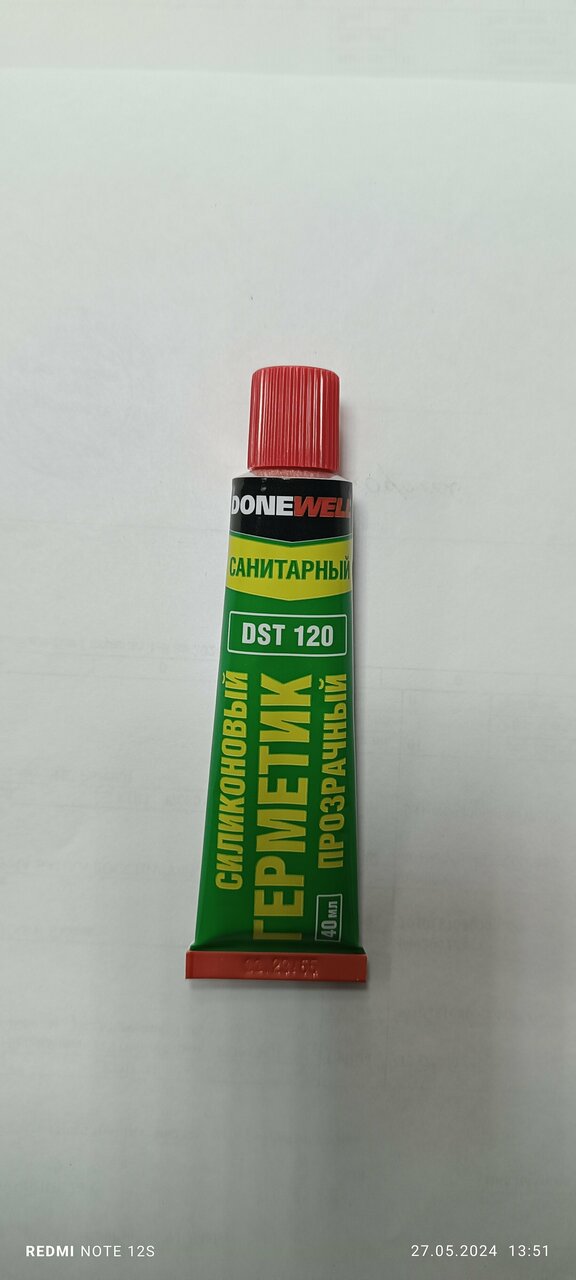 DONEWELL
САНИТАРНЫЙ
DST 120
СИЛИКОНОВЫЙ
ГЕРМЕТИК
ПРОЗРАЧНЫЙ
40 мл
REDMI NOTE 12S
27.05.2024 13:51